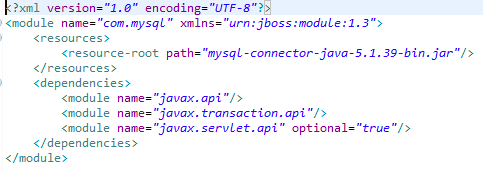 <?xml version="1.0" encoding="UTF-8"?>
<module name="com.mysql" xmlns="urn:jboss:module:1.3">
    <resources>
        <resource-root path="mysql-connector-java-5.1.39-bin.jar"/>
    </resources>
    <dependencies>
        <module name="javax.api"/>
        <module name="javax.transaction.api"/>
        <module name="javax.servlet.api" optional="true"/>
    </dependencies>
</module>